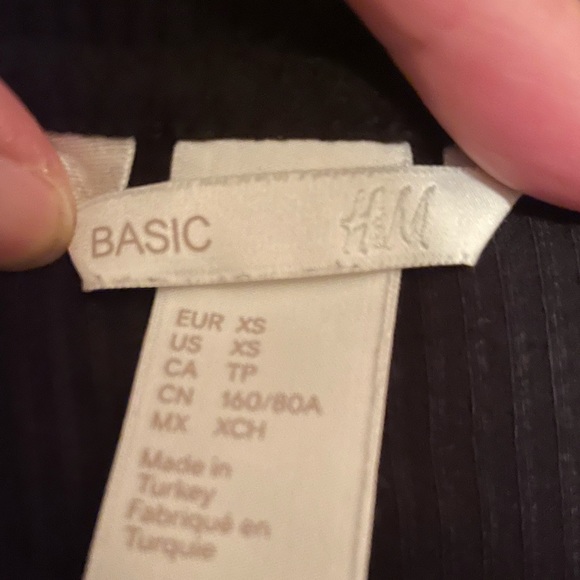 BASIC H&M
EUR XS
US XS
CA TP
CN 160/80A
MX XCH
Made in
Turkey
Fabriqué en
Turquie